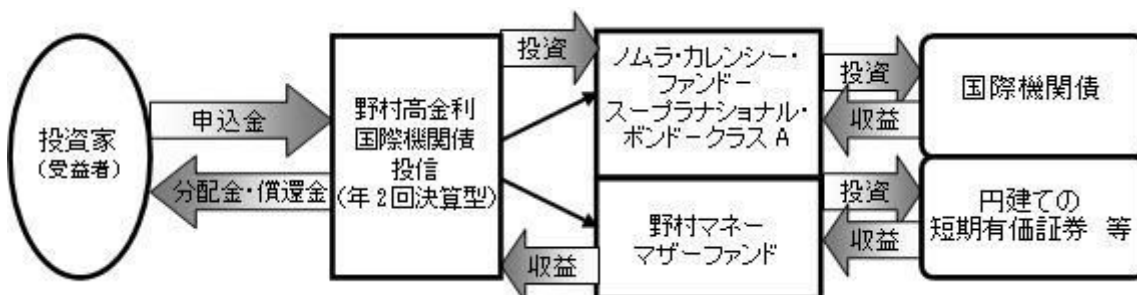 投資家
(受益者)
申込金
分配金・償還金
野村高金利
国際機関債
投信
(年2回決算型)
投資
収益
ノムラ・カレンシー・
ファンドー
スープラナショナル・
ボンドークラス A
野村マネー
マザーファンド
投資
収益
投資
収益
国際機関債
円建ての
短期有価証券 等